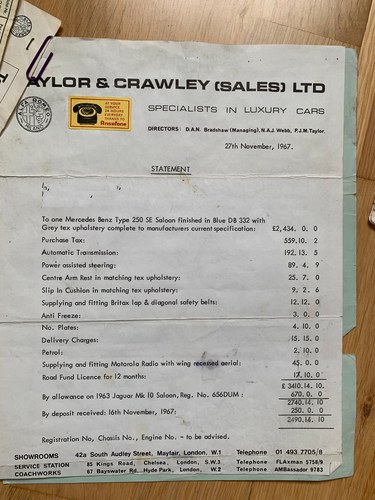 AYLOR & CRAWLEY (SALES) LTD
ALFA ROMEO
MILANO
AT YOUR SERVICE 24 HOURS EVERYDAY THANKS TO
Ansafone
SPECIALISTS IN LUXURY CARS
DIRECTORS: D.A.N. Bradshaw (Managing), N.A.J. Webb, P.J.M. Taylor.
27th November, 1967.
STATEMENT
To one Mercedes Benz Type 250 SE Saloon finished in Blue DB 332 with
Grey tex upholstery complete to manufacturers current specification: £2,434. 0. 0
Purchase Tax: 559.10. 2
Automatic Transmission: 192.13. 5
Power assisted steering: 89. 4. 9
Centre Arm Rest in matching tex upholstery: 25. 7. 0
Slip in Cushion in matching tex upholstery: 9. 2. 6
Supplying and fitting Britax lap & diagonal safety belts: 12.12. 0
Anti Freeze: 3. 0. 0
No. Plates: 4.10. 0
Delivery Charges: 15.15. 0
Petrol: 2.10. 0
Supplying and fitting Motorola Radio with wing recessed aerial: 45. 0. 0
Road Fund Licence for 12 months: 17.10. 0
£ 3410.14. 10
By allowance on 1963 Jaguar Mk 10 Saloon, Reg. No. 656DUM: 670. 0. 0
2740.14. 10
By deposit received: 16th November, 1967: 250. 0. 0
2490.14. 10
Registration No, Chassis No., Engine No. - to be advised.
SHOWROOMS 42a South Audley Street, Mayfair, London, W.1 Telephone 01 493 7705/8
SERVICE STATION 85 Kings Road, Chelsea, London, S.W.3 Telephone FLAxman 5758/9
COACHWORKS 67 Bayswater Rd. Hyde Park, London, W.2 Telephone AMBassador 9783